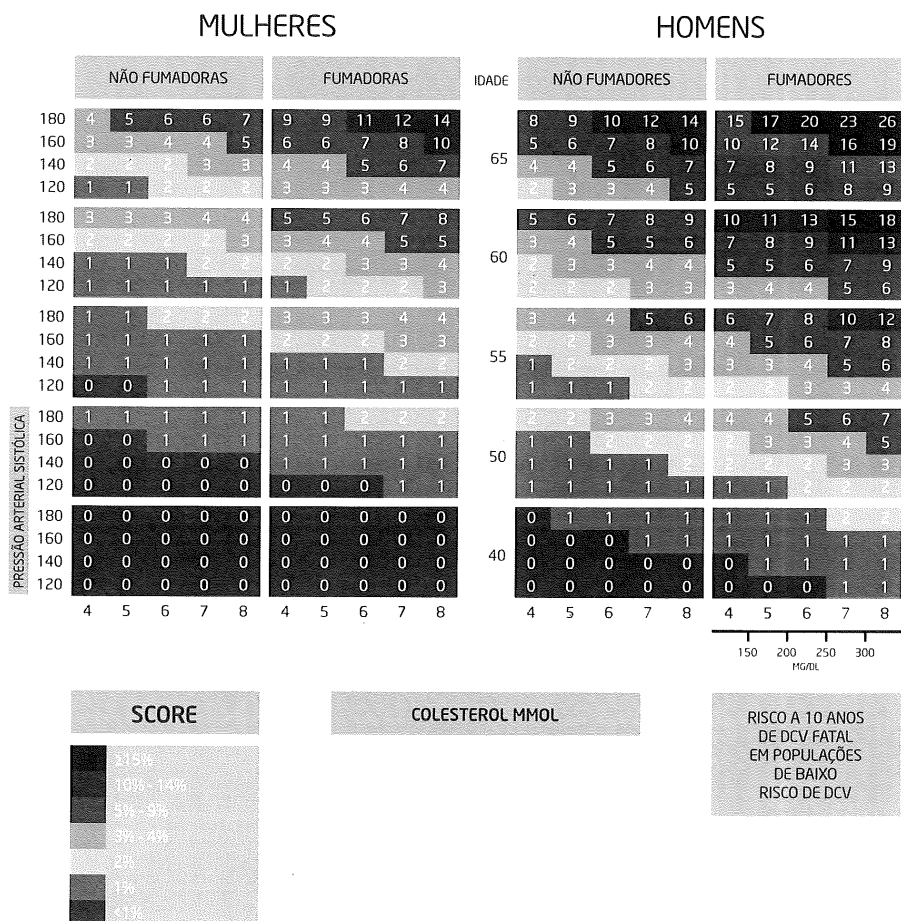 MULHERES HOMENS
NÃO FUMADORAS FUMADORAS IDADE NÃO FUMADORES FUMADORES
180 4 5 6 6 7 9 9 11 12 14 8 9 10 12 14 15 17 20 23 26
160 3 3 4 4 5 6 6 7 8 10 5 6 7 8 10 10 12 14 16 19
65
140 2 2 2 3 3 4 4 5 6 7 4 4 5 6 7 7 8 9 11 13
120 1 1 2 2 2 3 3 3 4 4 2 3 3 4 5 5 5 6 8 9
180 3 3 3 4 4 5 5 6 7 8 5 6 7 8 9 10 11 13 15 18
160 2 2 2 2 3 3 4 4 5 5 3 4 5 5 6 7 8 9 11 13
60
140 1 1 1 2 2 2 2 3 3 4 2 3 3 4 4 5 5 6 7 9
120 1 1 1 1 1 1 2 2 2 3 2 2 2 3 3 3 4 4 5 6
180 1 1 2 2 2 3 3 3 4 4 3 4 4 5 6 6 7 8 10 12
160 1 1 1 1 1 2 2 2 3 3 2 2 3 3 4 4 5 6 7 8
55
140 1 1 1 1 1 1 1 1 2 2 1 2 2 2 3 3 3 4 5 6
120 0 0 1 1 1 1 1 1 1 1 1 1 1 2 2 2 2 3 3 4
180 1 1 1 1 1 1 1 2 2 2 2 2 3 3 4 4 4 5 6 7
160 0 0 1 1 1 1 1 1 1 1 1 1 2 2 2 2 3 3 4 5
50
140 0 0 0 0 0 1 1 1 1 1 1 1 1 1 2 2 2 2 3 3
120 0 0 0 0 0 0 0 0 1 1 1 1 1 1 1 1 1 2 2 2
180 0 0 0 0 0 0 0 0 0 0 0 1 1 1 1 1 1 1 2 2
160 0 0 0 0 0 0 0 0 0 0 0 0 0 1 1 1 1 1 1 1
40
140 0 0 0 0 0 0 0 0 0 0 0 0 0 0 0 0 1 1 1 1
120 0 0 0 0 0 0 0 0 0 0 0 0 0 0 0 0 0 0 1 1
PRESSÃO ARTERIAL SISTÓLICA
4 5 6 7 8 4 5 6 7 8 4 5 6 7 8 4 5 6 7 8
150 200 250 300
MG/DL
SCORE
≥15%
10% - 14%
5% - 9%
3% - 4%
2%
1%
<1%
COLESTEROL MMOL
RISCO A 10 ANOS
DE DCV FATAL
EM POPULAÇÕES
DE BAIXO
RISCO DE DCV